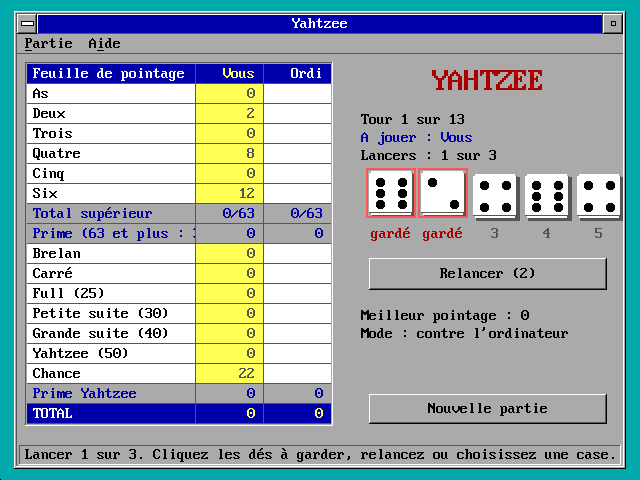 Yahtzee
Partie Aide
Feuille de pointage Vous Ordi
As 0
Deux 2
Trois 0
Quatre 8
Cinq 0
Six 12
Total supérieur 0/63 0/63
Prime (63 et plus : 0 0
Brelan 0
Carré 0
Full (25) 0
Petite suite (30) 0
Grande suite (40) 0
Yahtzee (50) 0
Chance 22
Prime Yahtzee 0 0
TOTAL 0 0
YAHTZEE
Tour 1 sur 13
A jouer : Vous
Lancers : 1 sur 3
gardé gardé 3 4 5
Relancer (2)
Meilleur pointage : 0
Mode : contre l'ordinateur
Nouvelle partie
Lancer 1 sur 3. Cliquez les dés à garder, relancez ou choisissez une case.